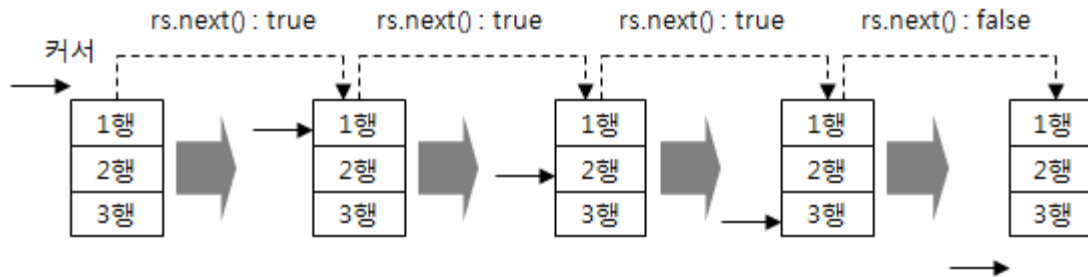 rs.next() : true
rs.next() : true
rs.next() : true
rs.next() : false
커서
1행
1행
1행
1행
1행
2행
2행
2행
2행
2행
3행
3행
3행
3행
3행